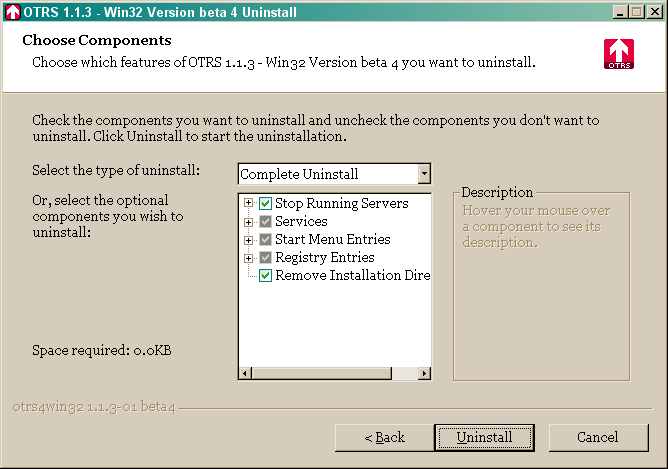 OTRS 1.1.3 - Win32 Version beta 4 Uninstall
Choose Components
Choose which features of OTRS 1.1.3 - Win32 Version beta 4 you want to uninstall.
OTRS
Check the components you want to uninstall and uncheck the components you don't want to
uninstall. Click Uninstall to start the uninstallation.
Select the type of uninstall:
Complete Uninstall
Or, select the optional
components you wish to
uninstall:
Stop Running Servers
Services
Start Menu Entries
Registry Entries
Remove Installation Dire
Description
Hover your mouse over
a component to see its
description.
Space required: 0.0KB
otrs4win32 1.1.3-01 beta4
< Back
Uninstall
Cancel